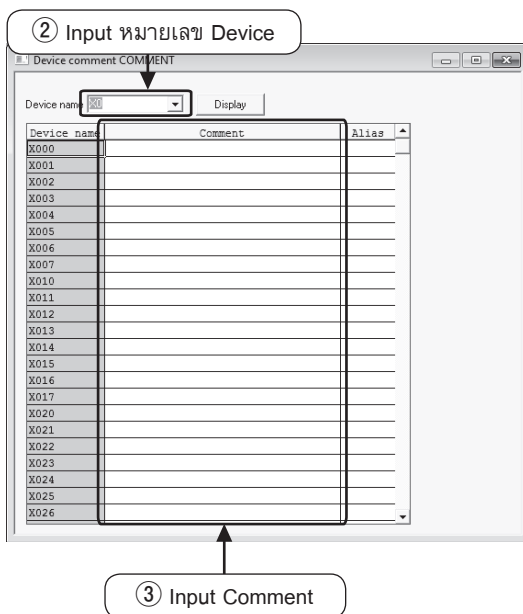 ② Input หมายเลข Device
Device comment COMMENT
Device name X0 Display
Device name Comment Alias
X000
X001
X002
X003
X004
X005
X006
X007
X010
X011
X012
X013
X014
X015
X016
X017
X020
X021
X022
X023
X024
X025
X026
③ Input Comment